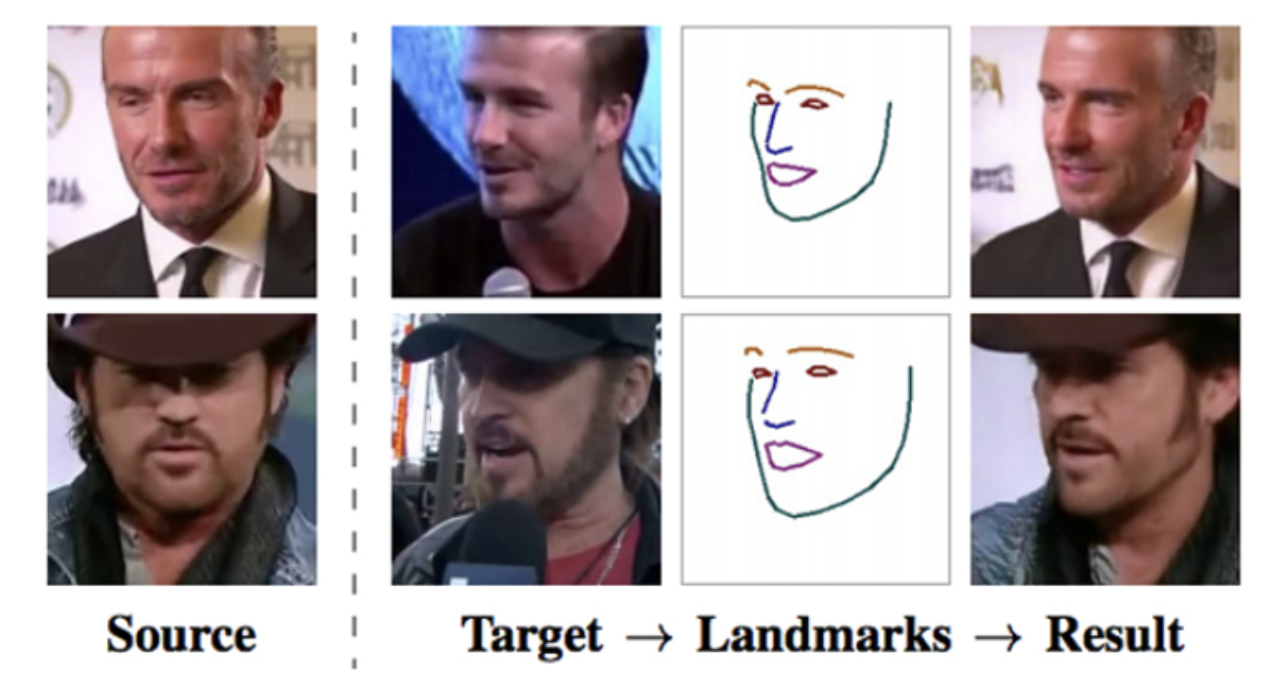 Source Target → Landmarks → Result